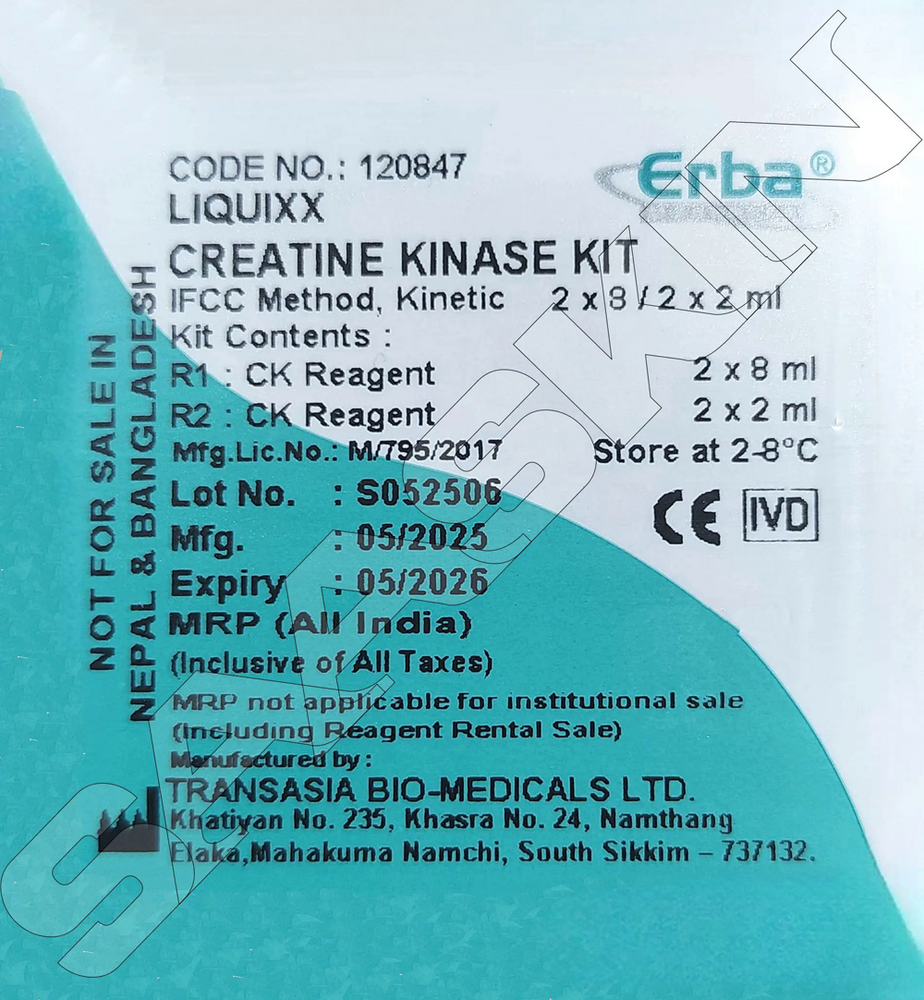 CODE NO.: 120847
Erba®
LIQUIXX
CREATINE KINASE KIT
IFCC Method, Kinetic 2 x 8 / 2 x 2 ml
Kit Contents :
R1 : CK Reagent 2 x 8 ml
R2 : CK Reagent 2 x 2 ml
Mfg.Lic.No.: M/795/2017 Store at 2-8°C
Lot No. : S052506
CE IVD
Mfg. : 05/2025
Expiry : 05/2026
MRP (All India)
(Inclusive of All Taxes)
MRP not applicable for institutional sale
(Including Reagent Rental Sale)
Manufactured by :
TRANSASIA BIO-MEDICALS LTD.
Khatiyan No. 235, Khasra No. 24, Namthang
Elaka,Mahakuma Namchi, South Sikkim – 737132.
NOT FOR SALE IN
NEPAL & BANGLADESH